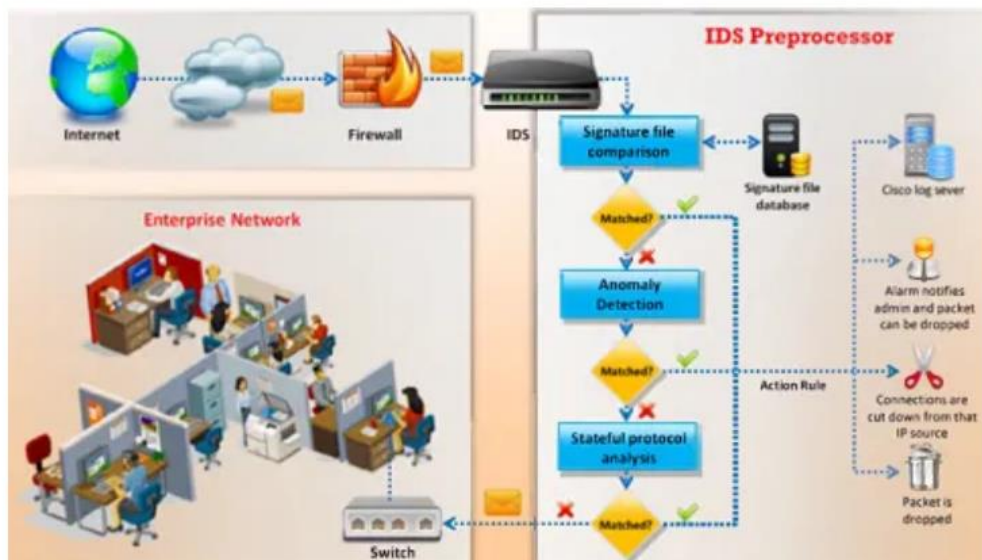 IDS Preprocessor
Internet
Firewall
IDS
Signature file
comparison
Signature file
database
Cisco log sever
Enterprise Network
Matched?
Anomaly
Detection
Alarm notifies
admin and packet
can be dropped
Matched?
Action Rule
Connections are
cut down from that
IP source
Stateful protocol
analysis
Matched?
Packet is
dropped
Switch